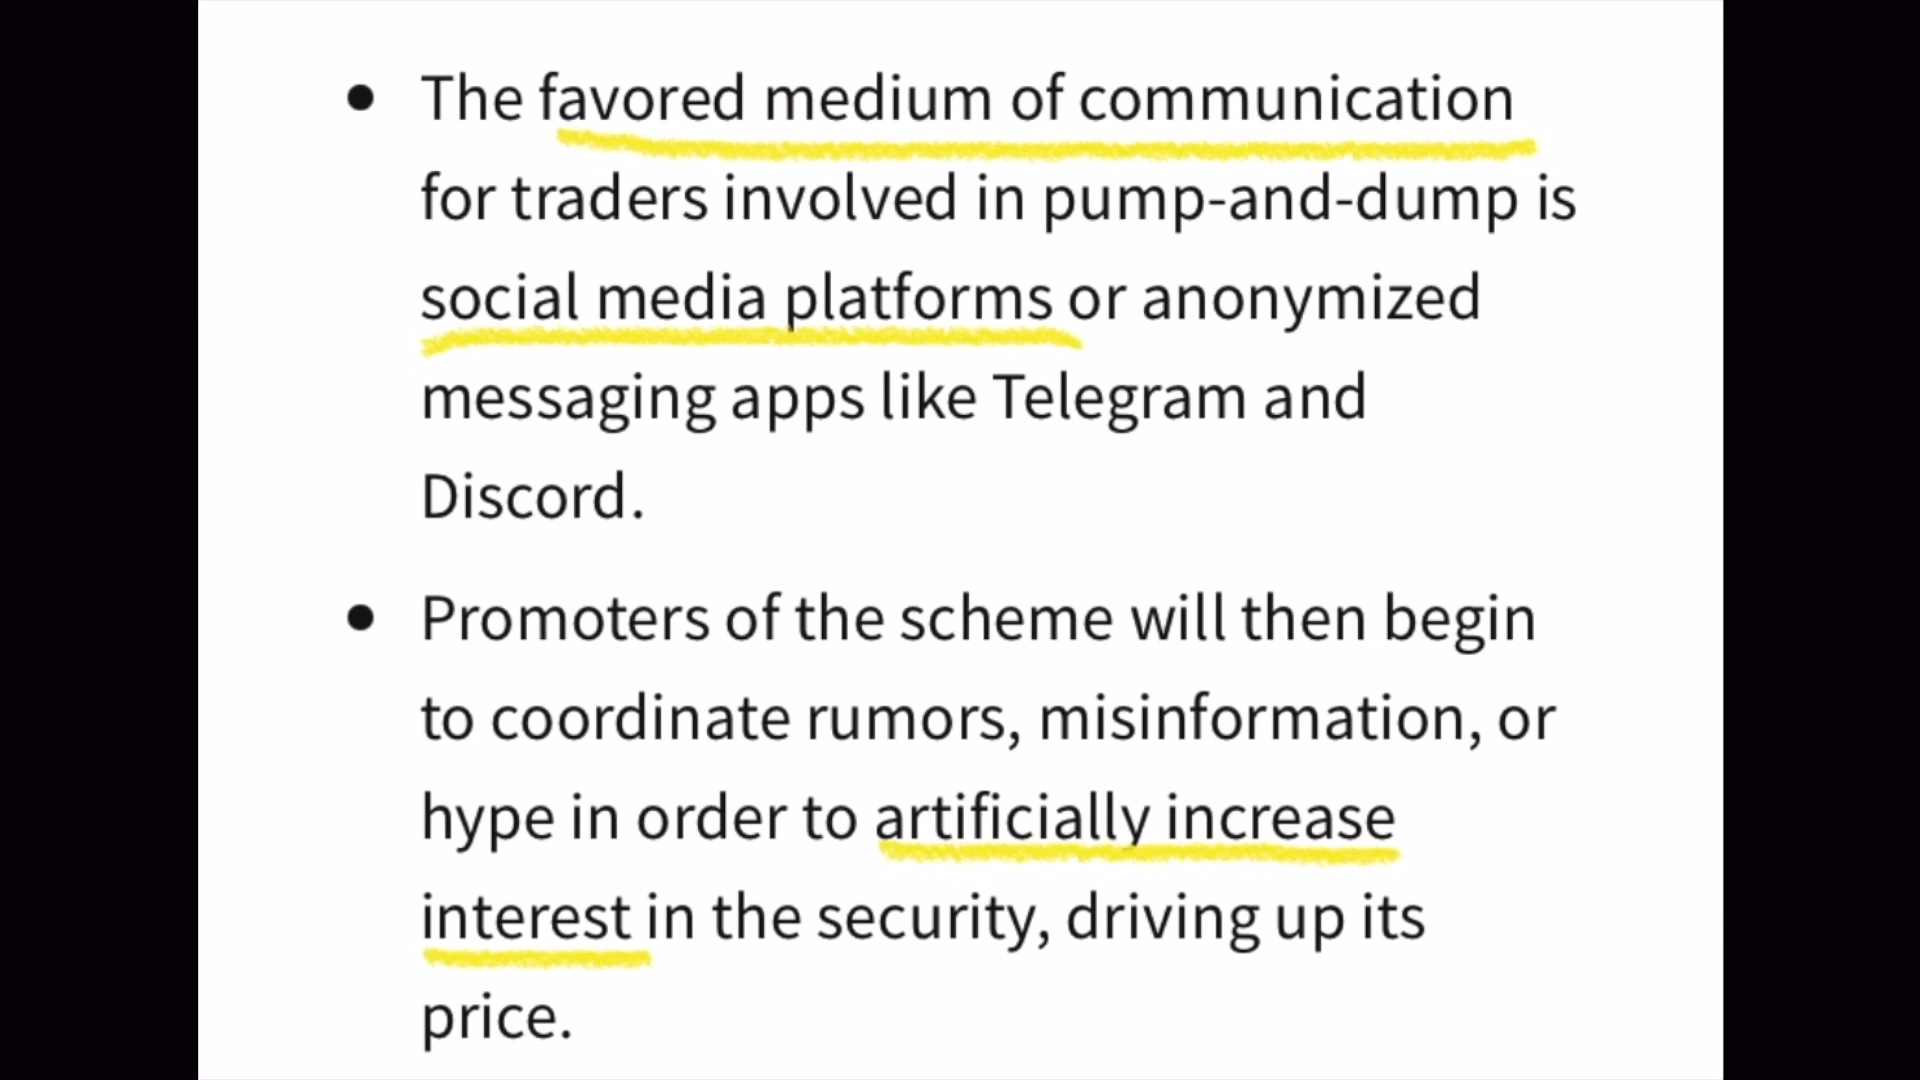 • The favored medium of communication
for traders involved in pump-and-dump is
social media platforms or anonymized
messaging apps like Telegram and
Discord.
• Promoters of the scheme will then begin
to coordinate rumors, misinformation, or
hype in order to artificially increase
interest in the security, driving up its
price.